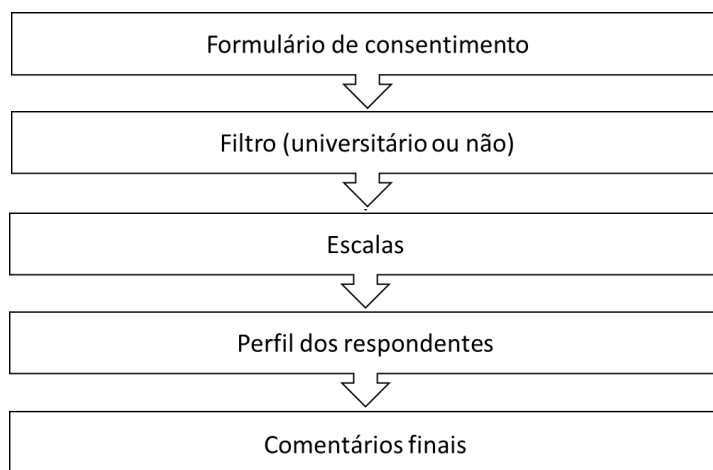 Formulário de consentimento
Filtro (universitário ou não)
Escalas
Perfil dos respondentes
Comentários finais